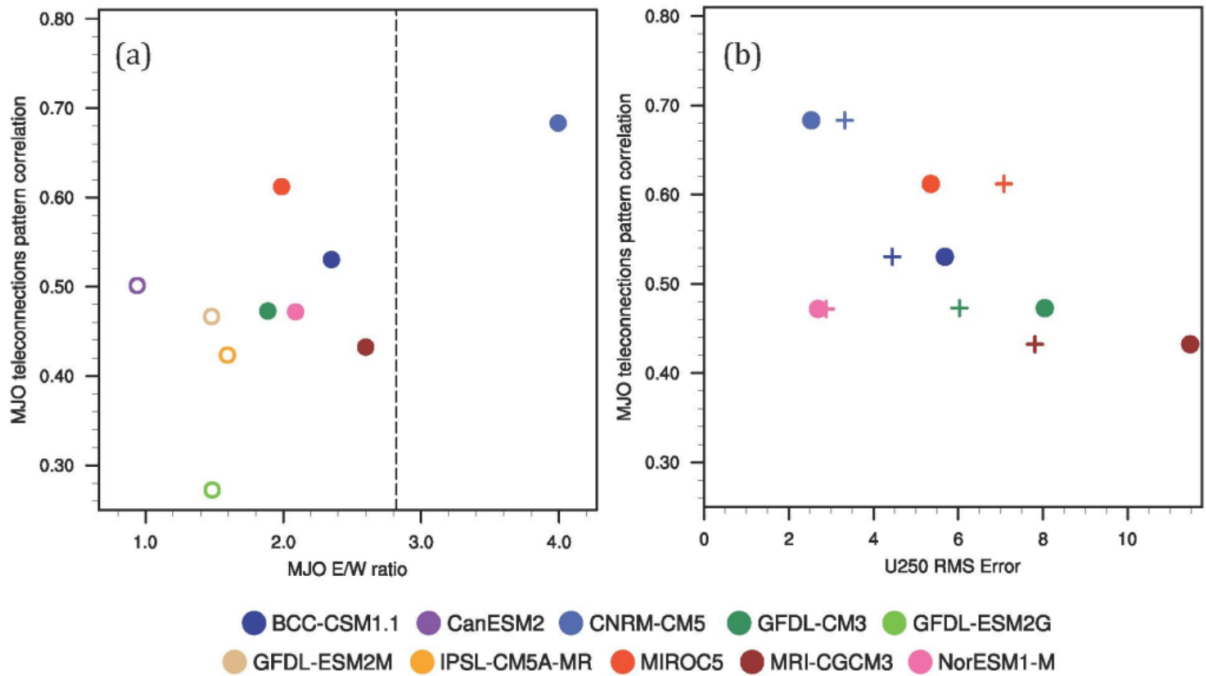 (a)
0.80
0.70
0.60
0.50
0.40
0.30
MJO teleconnections pattern correlation
1.0 2.0 3.0 4.0
MJO E/W ratio
(b)
0.80
0.70
0.60
0.50
0.40
0.30
MJO teleconnections pattern correlation
0 2 4 6 8 10
U250 RMS Error
BCC-CSM1.1 CanESM2 CNRM-CM5 GFDL-CM3 GFDL-ESM2G
GFDL-ESM2M IPSL-CM5A-MR MIROC5 MRI-CGCM3 NorESM1-M